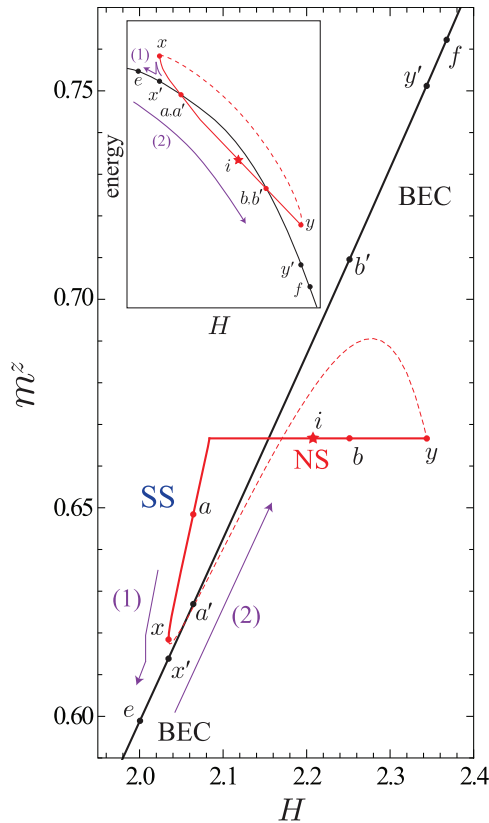 x
(1)
e
x′
a,a′
(2)
i
b,b′
y
y′
f
energy
H
0.75
y′
f
BEC
b′
0.70
m^z
i
NS
b
y
SS
a
0.65
(1)
x
a′
(2)
x′
e
BEC
0.60
2.0
2.1
2.2
2.3
2.4
H